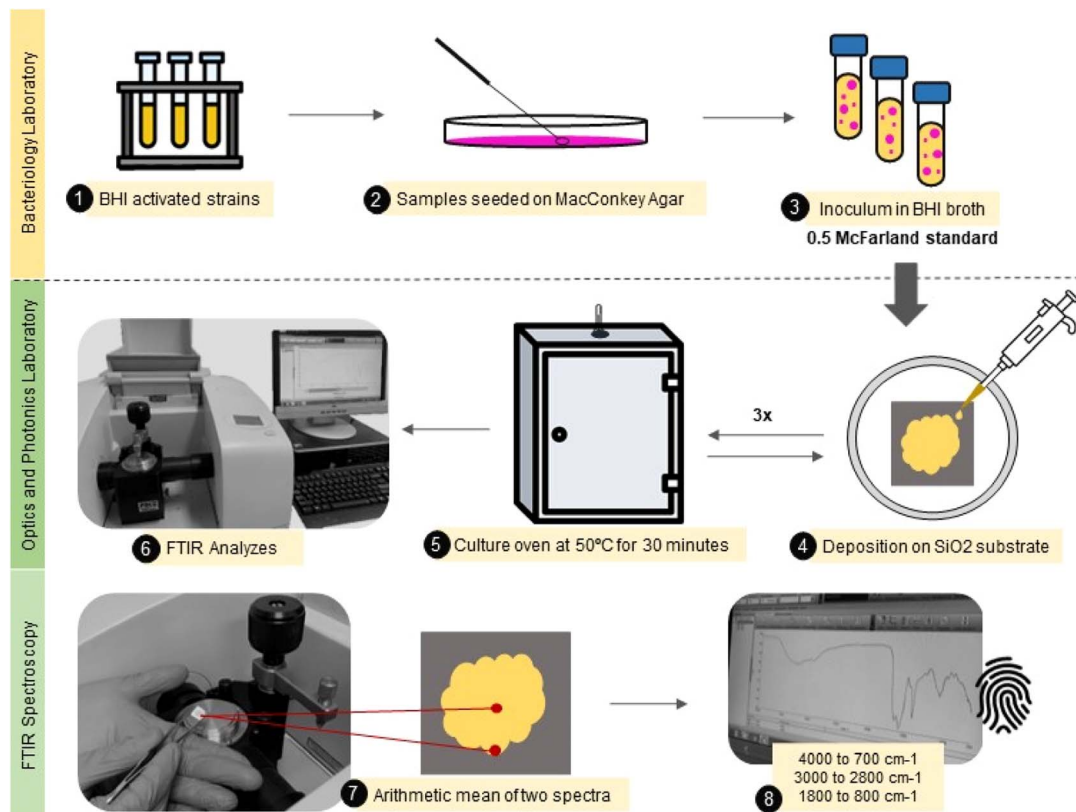 Bacteriology Laboratory
1 BHI activated strains
2 Samples seeded on MacConkey Agar
3 Inoculum in BHI broth
0.5 McFarland standard
Optics and Photonics Laboratory
3x
6 FTIR Analyzes
5 Culture oven at 50ºC for 30 minutes
4 Deposition on SiO2 substrate
FTIR Spectroscopy
7 Arithmetic mean of two spectra
8
4000 to 700 cm-1
3000 to 2800 cm-1
1800 to 800 cm-1